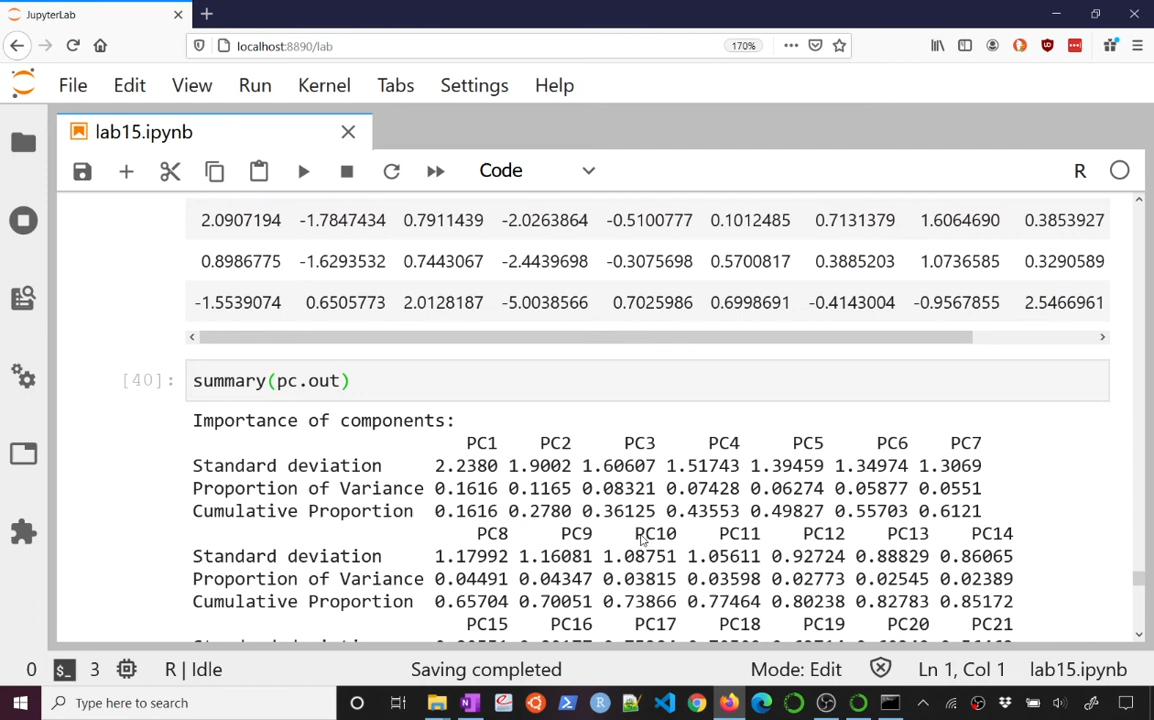 JupyterLab
localhost:8890/lab
170%
File Edit View Run Kernel Tabs Settings Help
lab15.ipynb
Code
R
2.0907194 -1.7847434 0.7911439 -2.0263864 -0.5100777 0.1012485 0.7131379 1.6064690 0.3853927
0.8986775 -1.6293532 0.7443067 -2.4439698 -0.3075698 0.5700817 0.3885203 1.0736585 0.3290589
-1.5539074 0.6505773 2.0128187 -5.0038566 0.7025986 0.6998691 -0.4143004 -0.9567855 2.5466961
[40]: summary(pc.out)
Importance of components:
PC1 PC2 PC3 PC4 PC5 PC6 PC7
Standard deviation 2.2380 1.9002 1.60607 1.51743 1.39459 1.34974 1.3069
Proportion of Variance 0.1616 0.1165 0.08321 0.07428 0.06274 0.05877 0.0551
Cumulative Proportion 0.1616 0.2780 0.36125 0.43553 0.49827 0.55703 0.6121
PC8 PC9 PC10 PC11 PC12 PC13 PC14
Standard deviation 1.17992 1.16081 1.08751 1.05611 0.92724 0.88829 0.86065
Proportion of Variance 0.04491 0.04347 0.03815 0.03598 0.02773 0.02545 0.02389
Cumulative Proportion 0.65704 0.70051 0.73866 0.77464 0.80238 0.82783 0.85172
PC15 PC16 PC17 PC18 PC19 PC20 PC21
0 3 R | Idle Saving completed Mode: Edit Ln 1, Col 1 lab15.ipynb
Type here to search